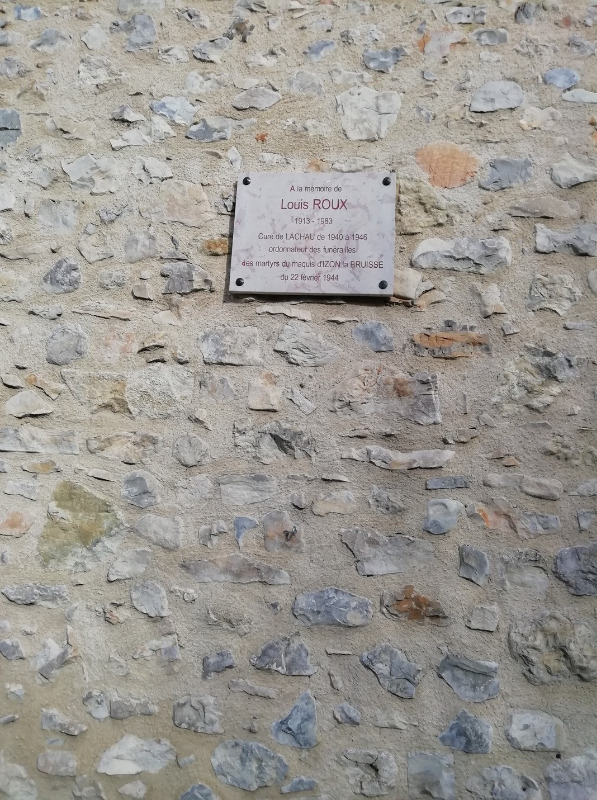 A la mémoire de
Louis ROUX
1913 - 1983
Curé de LACHAU de 1940 à 1946
ordonnateur des funérailles
des martyrs du maquis d'IZON la BRUISSE
du 22 février 1944